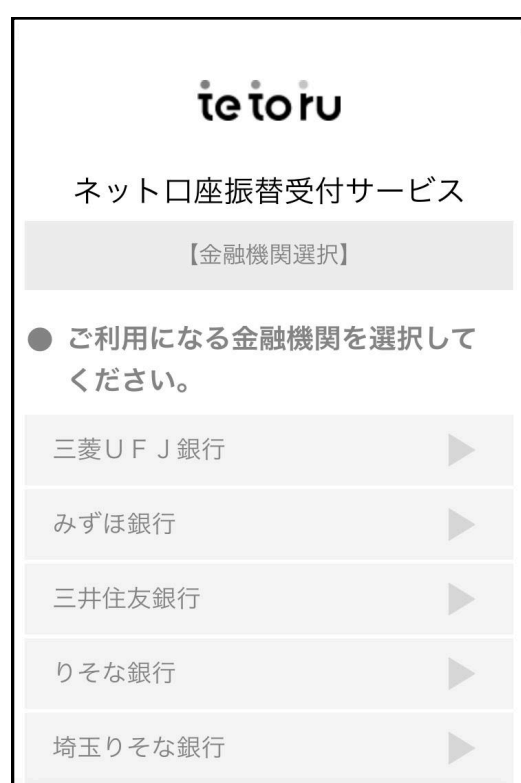 tetoru
ネット口座振替受付サービス
【金融機関選択】
● ご利用になる金融機関を選択して
ください。
三菱UFJ銀行
みずほ銀行
三井住友銀行
りそな銀行
埼玉りそな銀行